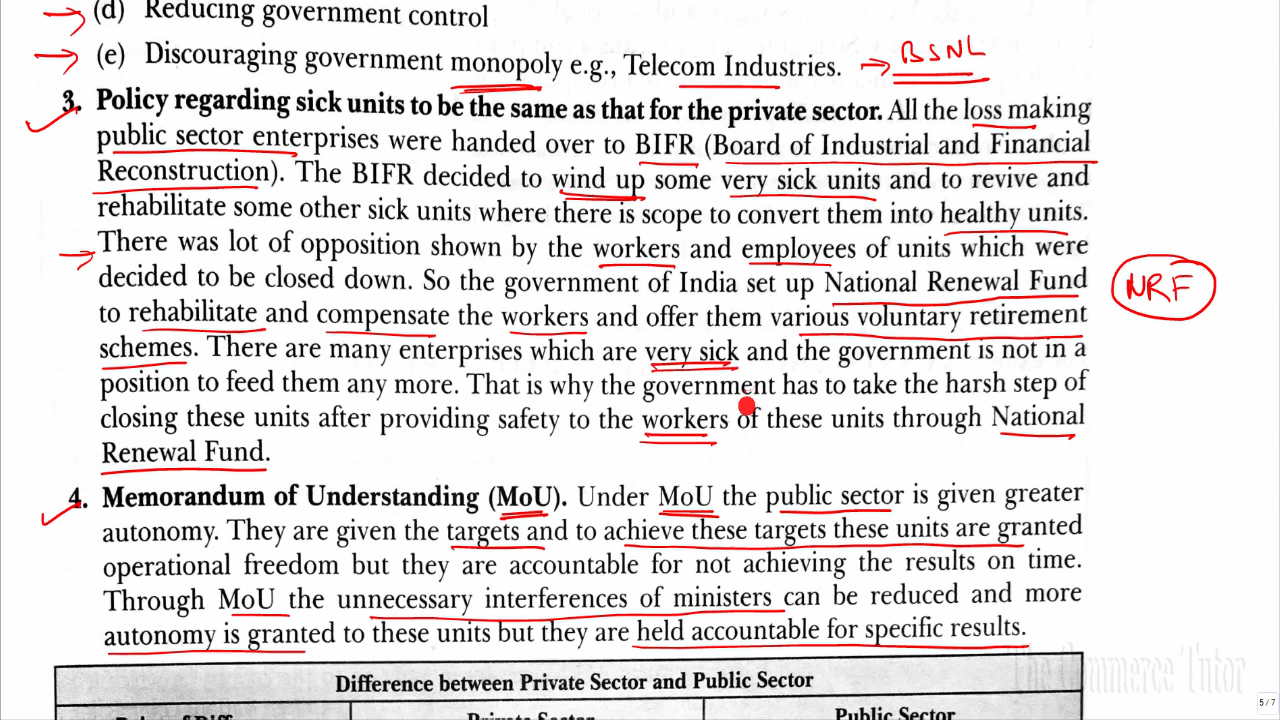 (d) Reducing government control
(e) Discouraging government monopoly e.g., Telecom Industries. → BSNL
3. Policy regarding sick units to be the same as that for the private sector. All the loss making
public sector enterprises were handed over to BIFR (Board of Industrial and Financial
Reconstruction). The BIFR decided to wind up some very sick units and to revive and
rehabilitate some other sick units where there is scope to convert them into healthy units.
There was lot of opposition shown by the workers and employees of units which were
decided to be closed down. So the government of India set up National Renewal Fund
NRF
to rehabilitate and compensate the workers and offer them various voluntary retirement
schemes. There are many enterprises which are very sick and the government is not in a
position to feed them any more. That is why the government has to take the harsh step of
closing these units after providing safety to the workers of these units through National
Renewal Fund.
4. Memorandum of Understanding (MoU). Under MoU the public sector is given greater
autonomy. They are given the targets and to achieve these targets these units are granted
operational freedom but they are accountable for not achieving the results on time.
Through MoU the unnecessary interferences of ministers can be reduced and more
autonomy is granted to these units but they are held accountable for specific results.
The Commerce Tutor
Difference between Private Sector and Public Sector
5/7
Private Sector
Public Sector